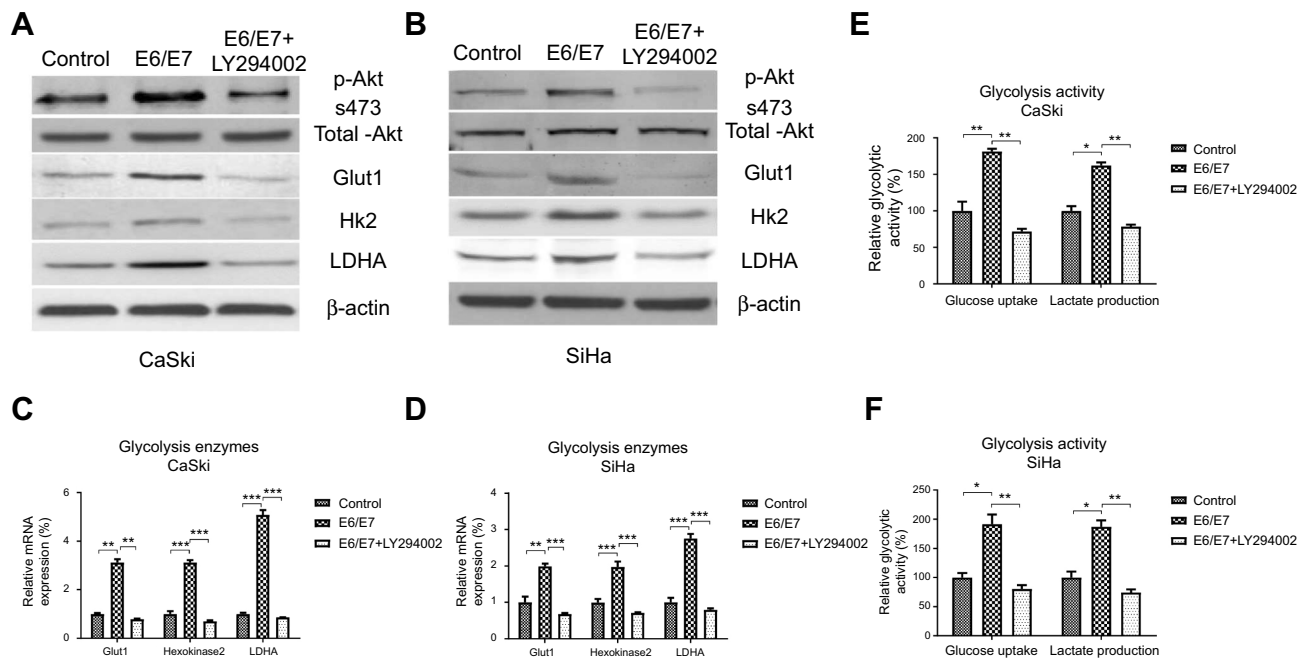 A
Control
E6/E7
E6/E7+
LY294002
p-Akt
s473
Total -Akt
Glut1
Hk2
LDHA
β-actin
CaSki
B
Control
E6/E7
E6/E7+
LY294002
p-Akt
s473
Total -Akt
Glut1
Hk2
LDHA
β-actin
SiHa
E
Glycolysis activity
CaSki
Relative glycolytic
activity (%)
200
150
100
50
0
** ** * **
Glucose uptake Lactate production
Control
E6/E7
E6/E7+LY294002
C
Glycolysis enzymes
CaSki
Relative mRNA
expression (%)
6
4
2
0
** ** *** *** *** ***
Glut1 Hexokinase2 LDHA
Control
E6/E7
E6/E7+LY294002
D
Glycolysis enzymes
SiHa
Relative mRNA
expression (%)
4
3
2
1
0
** *** *** *** *** ***
Glut1 Hexokinase2 LDHA
Control
E6/E7
E6/E7+LY294002
F
Glycolysis activity
SiHa
Relative glycolytic
activity (%)
250
200
150
100
50
0
* ** * **
Glucose uptake Lactate production
Control
E6/E7
E6/E7+LY294002